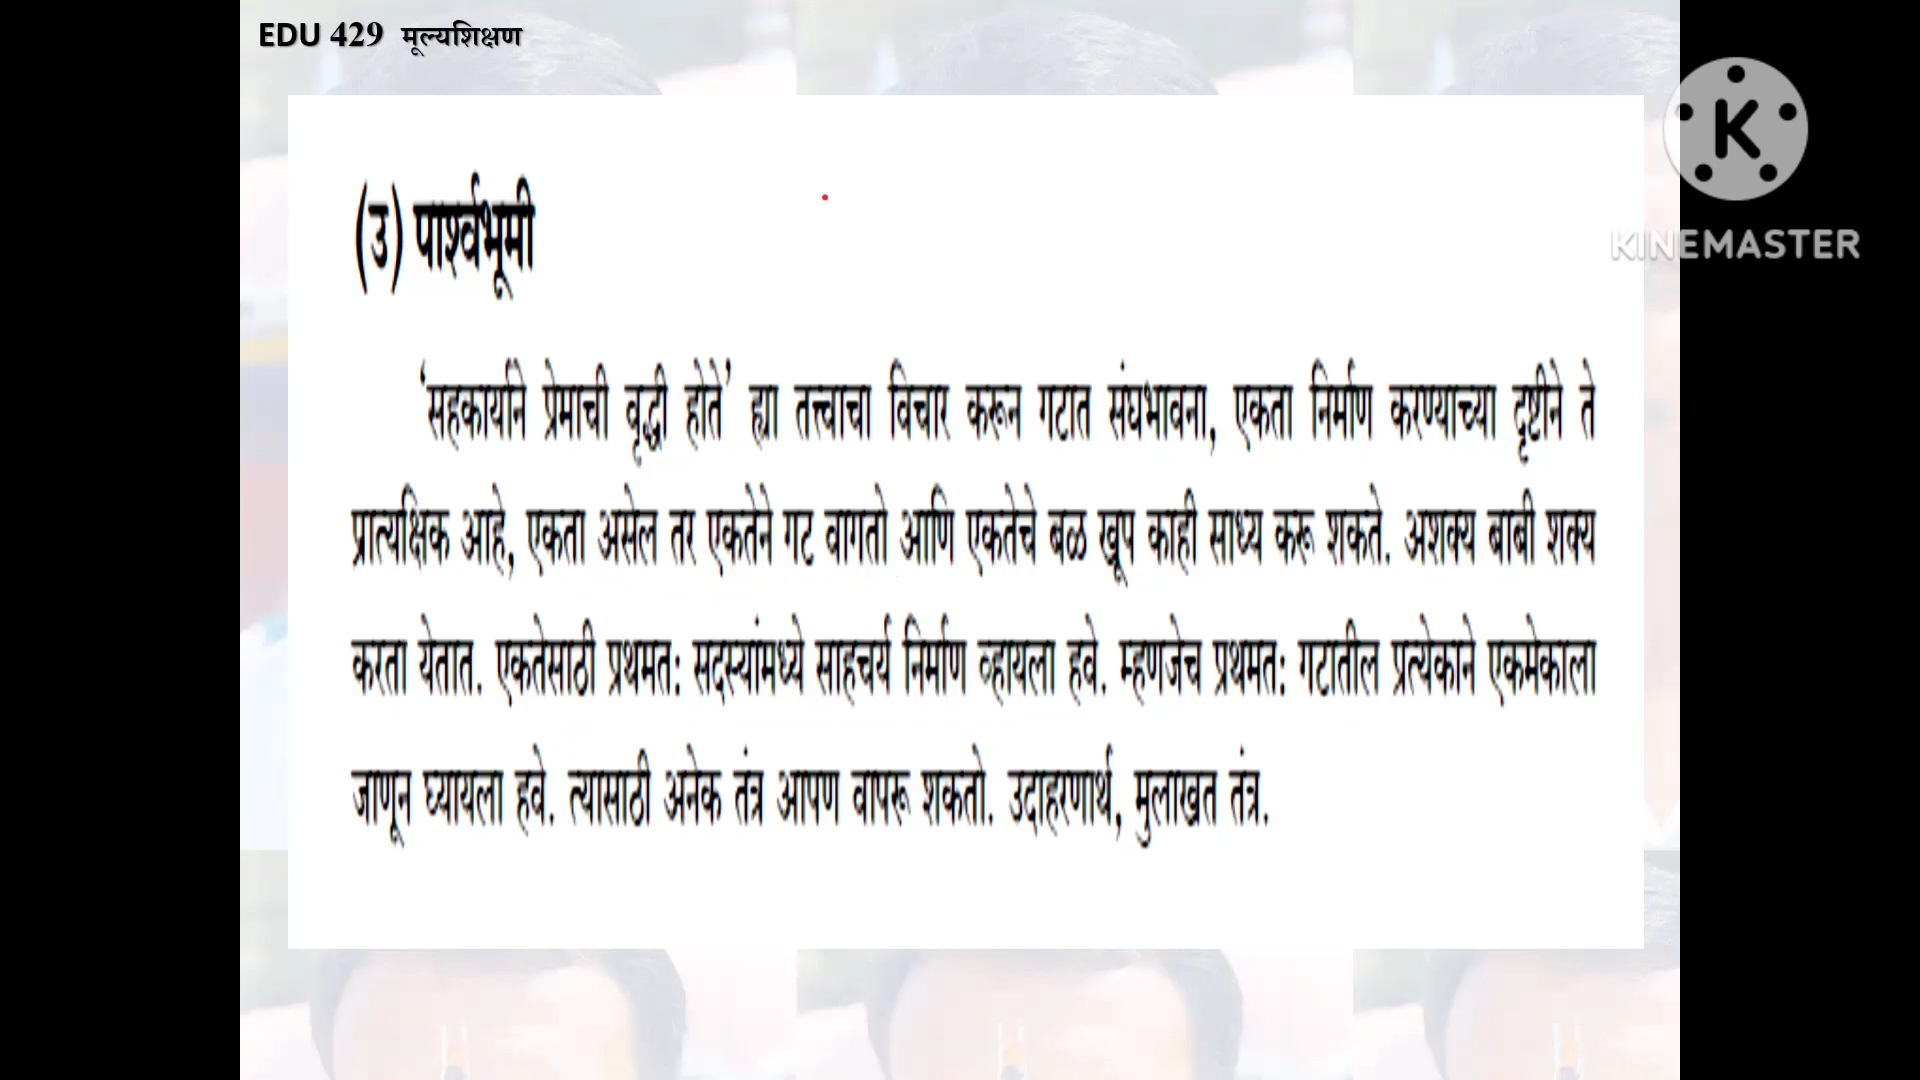 EDU 429 मूल्यशिक्षण
KINEMASTER
(उ) पार्श्वभूमी
‘सहकार्याने प्रेमाची वृद्धी होते’ ह्या तत्त्वाचा विचार करून गटात संघभावना, एकता निर्माण करण्याच्या दृष्टीने ते
प्रात्यक्षिक आहे, एकता असेल तर एकतेने गट वागतो आणि एकतेचे बळ खूप काही साध्य करू शकते. अशक्य बाबी शक्य
करता येतात. एकतेसाठी प्रथमत: सदस्यांमध्ये साहचर्य निर्माण व्हायला हवे. म्हणजेच प्रथमत: गटातील प्रत्येकाने एकमेकाला
जाणून घ्यायला हवे. त्यासाठी अनेक तंत्र आपण वापरू शकतो. उदाहरणार्थ, मुलाखत तंत्र.